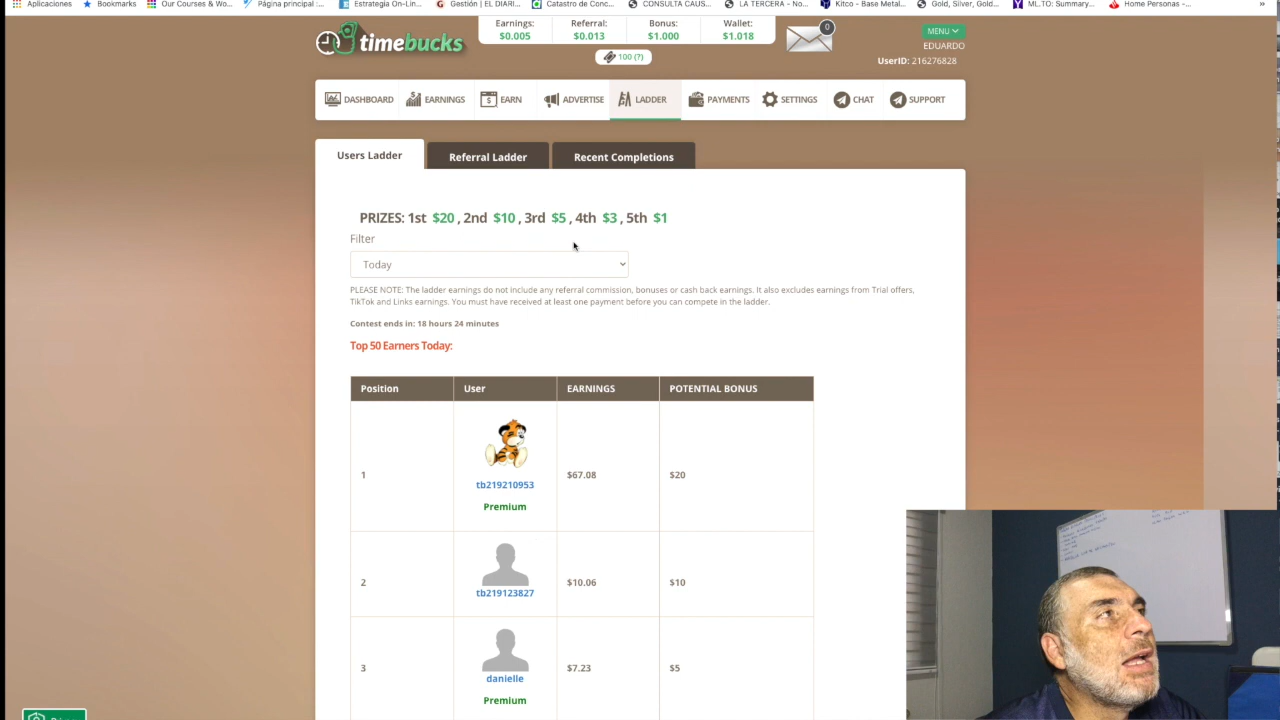 Aplicaciones
Bookmarks
Our Courses & Wo...
Página principal :...
Estrategia On-Lin...
Gestión | EL DIARI...
Catastro de Conc...
CONSULTA CAUS...
LA TERCERA - No...
Kitco - Base Metal...
Gold, Silver, Gold...
ML.TO: Summary...
Home Personas -...
»
timebucks
Earnings: Referral: Bonus: Wallet:
$0.005 $0.013 $1.000 $1.018
100 (?)
0
MENU
EDUARDO
UserID: 216276828
DASHBOARD EARNINGS EARN ADVERTISE LADDER PAYMENTS SETTINGS CHAT SUPPORT
Users Ladder Referral Ladder Recent Completions
PRIZES: 1st $20 , 2nd $10 , 3rd $5 , 4th $3 , 5th $1
Filter
Today
PLEASE NOTE: The ladder earnings do not include any referral commission, bonuses or cash back earnings. It also excludes earnings from Trial offers,
TikTok and Links earnings. You must have received at least one payment before you can compete in the ladder.
Contest ends in: 18 hours 24 minutes
Top 50 Earners Today:
Position User EARNINGS POTENTIAL BONUS
1 $67.08 $20
tb219210953
Premium
2 $10.06 $10
tb219123827
3 $7.23 $5
danielle
Premium